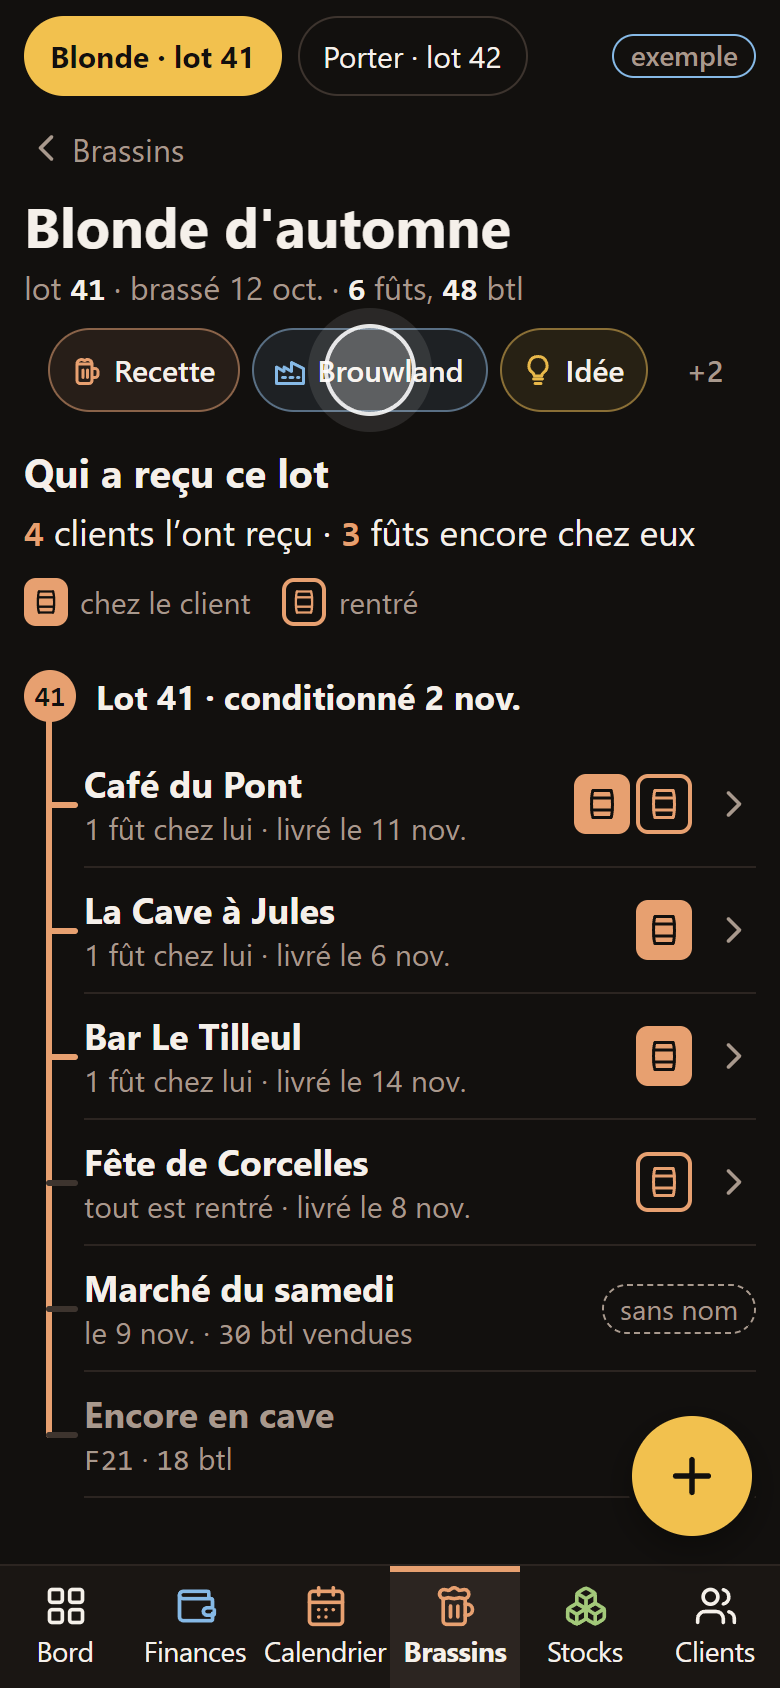 Blonde · lot 41
Porter · lot 42
exemple
Brassins
Blonde d'automne
lot 41 · brassé 12 oct. · 6 fûts, 48 btl
Recette
Brouwland
Idée
+2
Qui a reçu ce lot
4 clients l’ont reçu · 3 fûts encore chez eux
chez le client
rentré
41
Lot 41 · conditionné 2 nov.
Café du Pont
1 fût chez lui · livré le 11 nov.
La Cave à Jules
1 fût chez lui · livré le 6 nov.
Bar Le Tilleul
1 fût chez lui · livré le 14 nov.
Fête de Corcelles
tout est rentré · livré le 8 nov.
Marché du samedi
sans nom
le 9 nov. · 30 btl vendues
Encore en cave
F21 · 18 btl
Bord
Finances
Calendrier
Brassins
Stocks
Clients